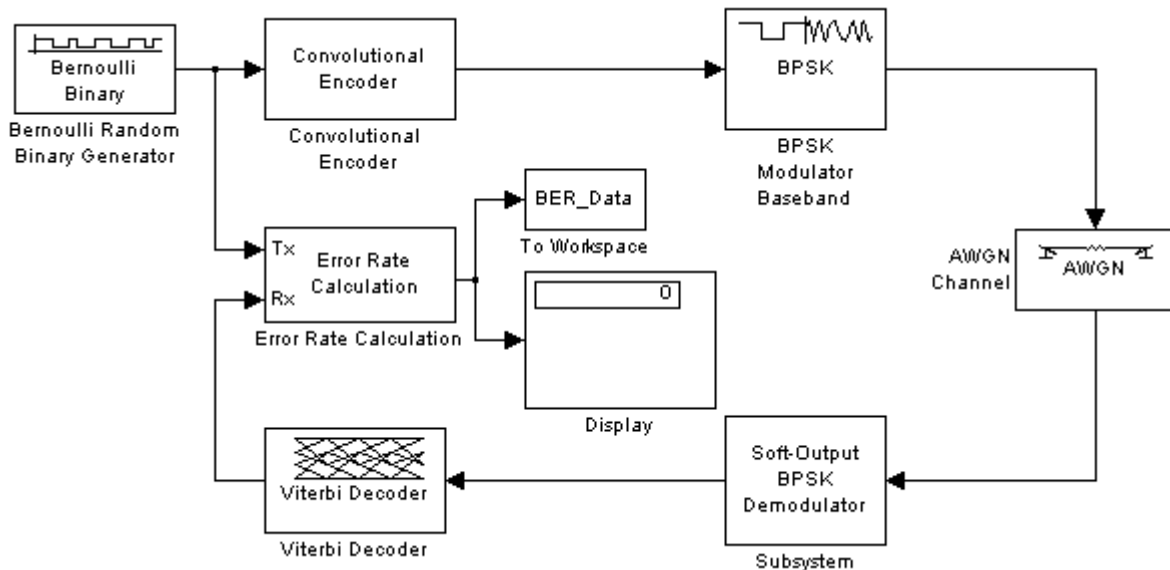 Bernoulli
Binary
Bernoulli Random
Binary Generator
Convolutional
Encoder
Convolutional
Encoder
BPSK
BPSK
Modulator
Baseband
AWGN
Channel
AWGN
BER_Data
To Workspace
Tx
Rx
Error Rate
Calculation
Error Rate Calculation
0
Display
Viterbi Decoder
Viterbi Decoder
Soft-Output
BPSK
Demodulator
Subsystem